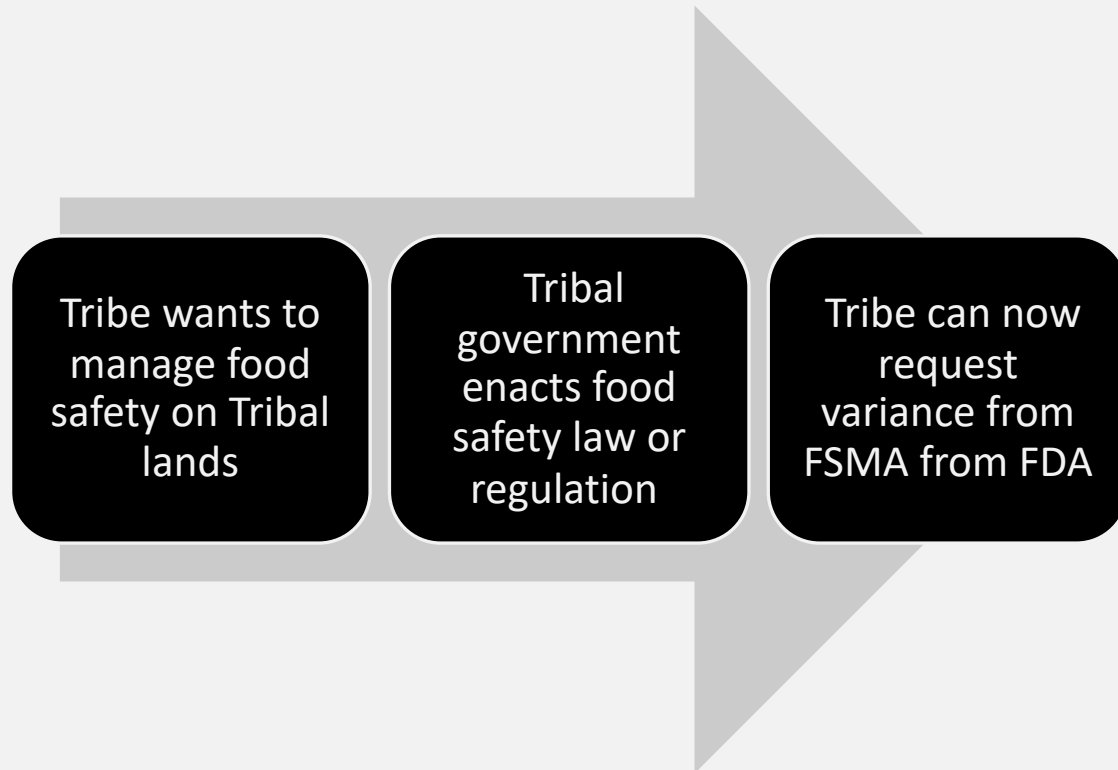 Tribe wants to
manage food
safety on Tribal
lands
Tribal
government
enacts food
safety law or
regulation
Tribe can now
request
variance from
FSMA from FDA